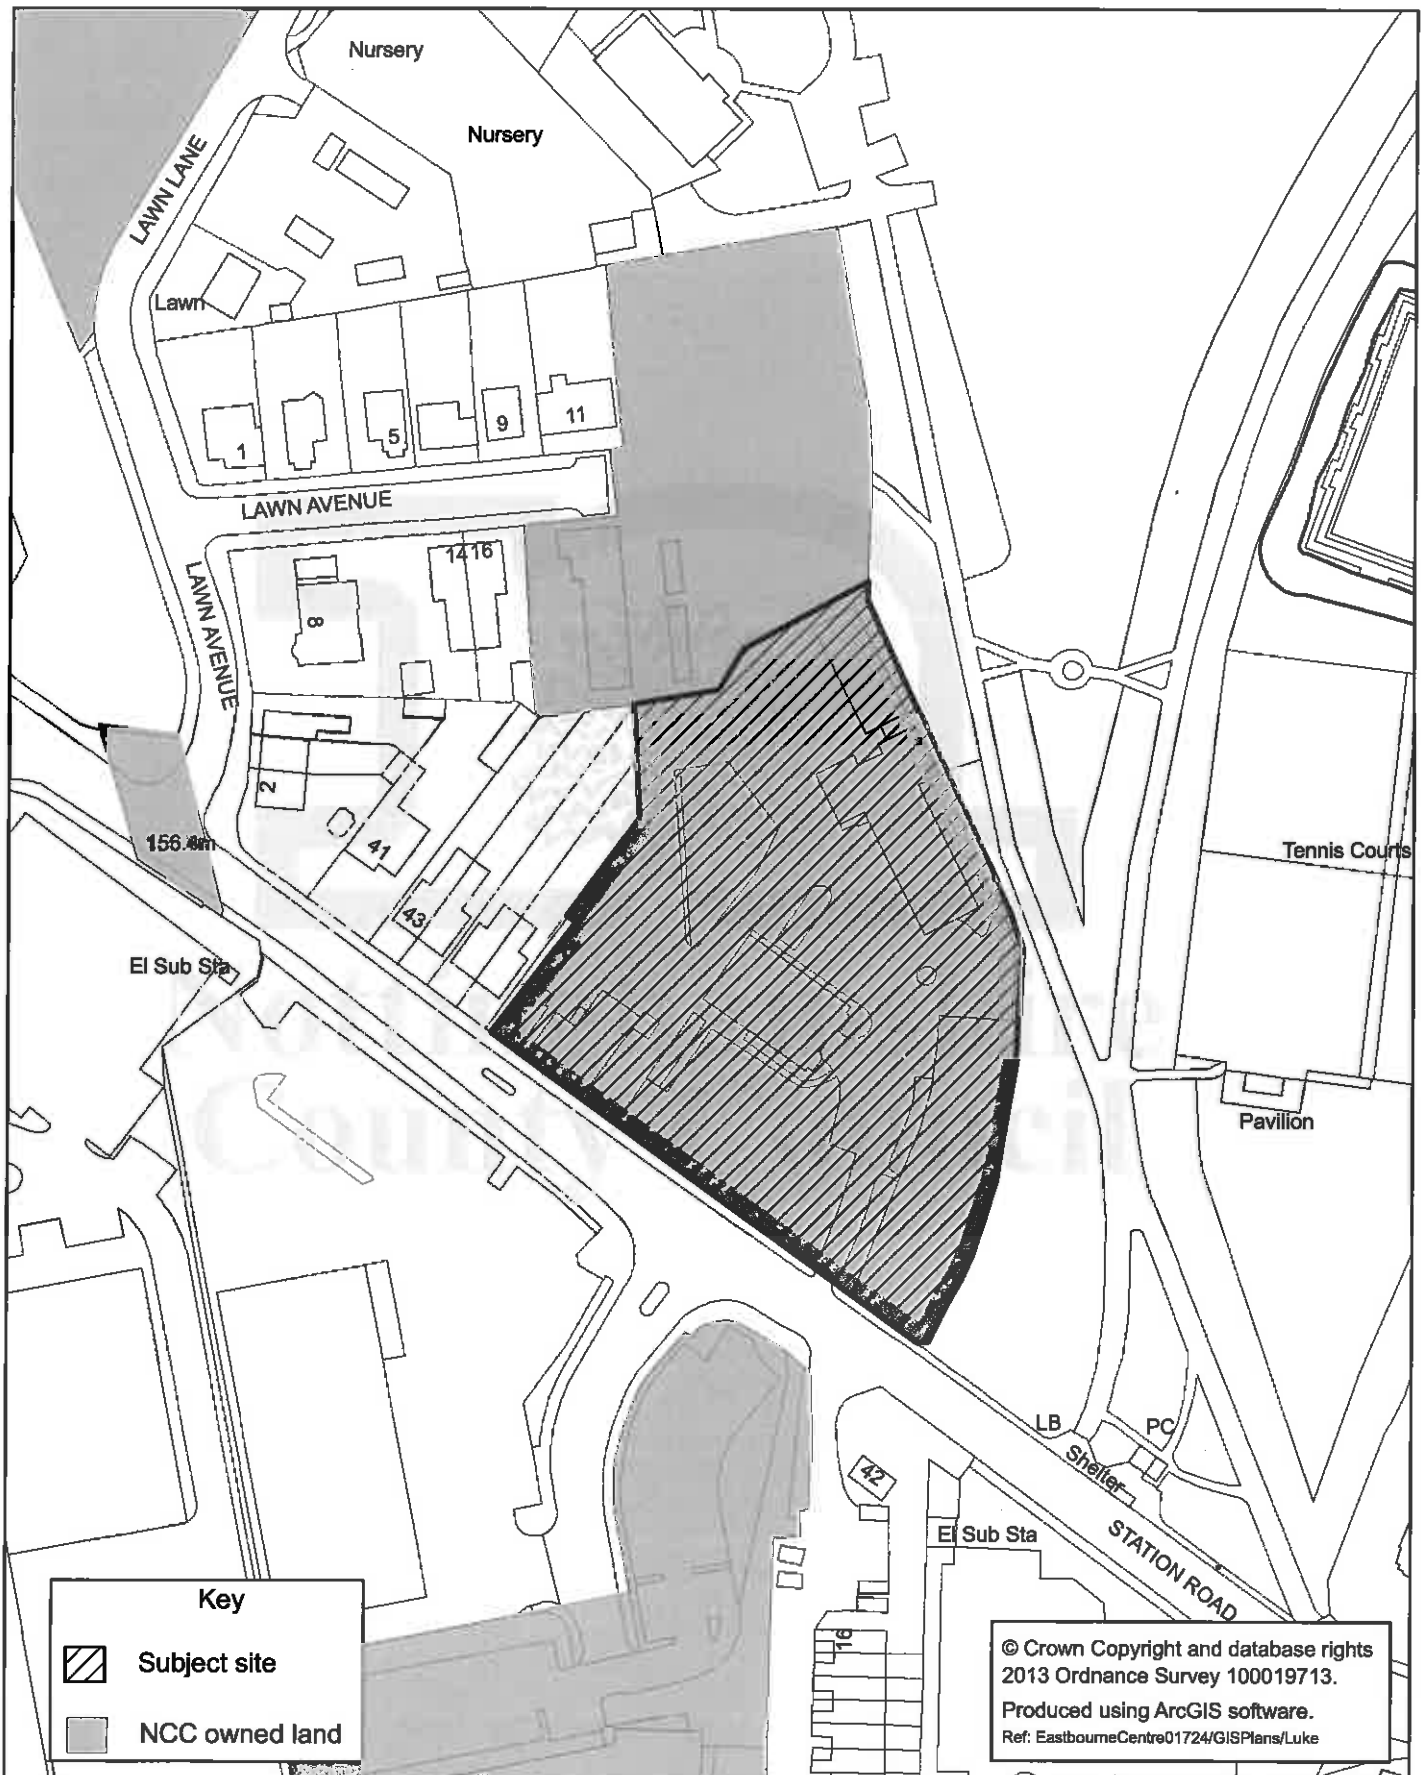 Nursery
Nursery
LAWN LANE
Lawn
1
5
9
11
LAWN AVENUE
14 16
8
LAWN AVENUE
2
41
43
156.4m
El Sub Sta
Tennis Courts
Pavilion
LB
PC
Shelter
42
El Sub Sta
STATION ROAD
16
Key
Subject site
NCC owned land
© Crown Copyright and database rights
2013 Ordnance Survey 100019713.
Produced using ArcGIS software.
Ref: EastbourneCentre01724/GISPlans/Luke